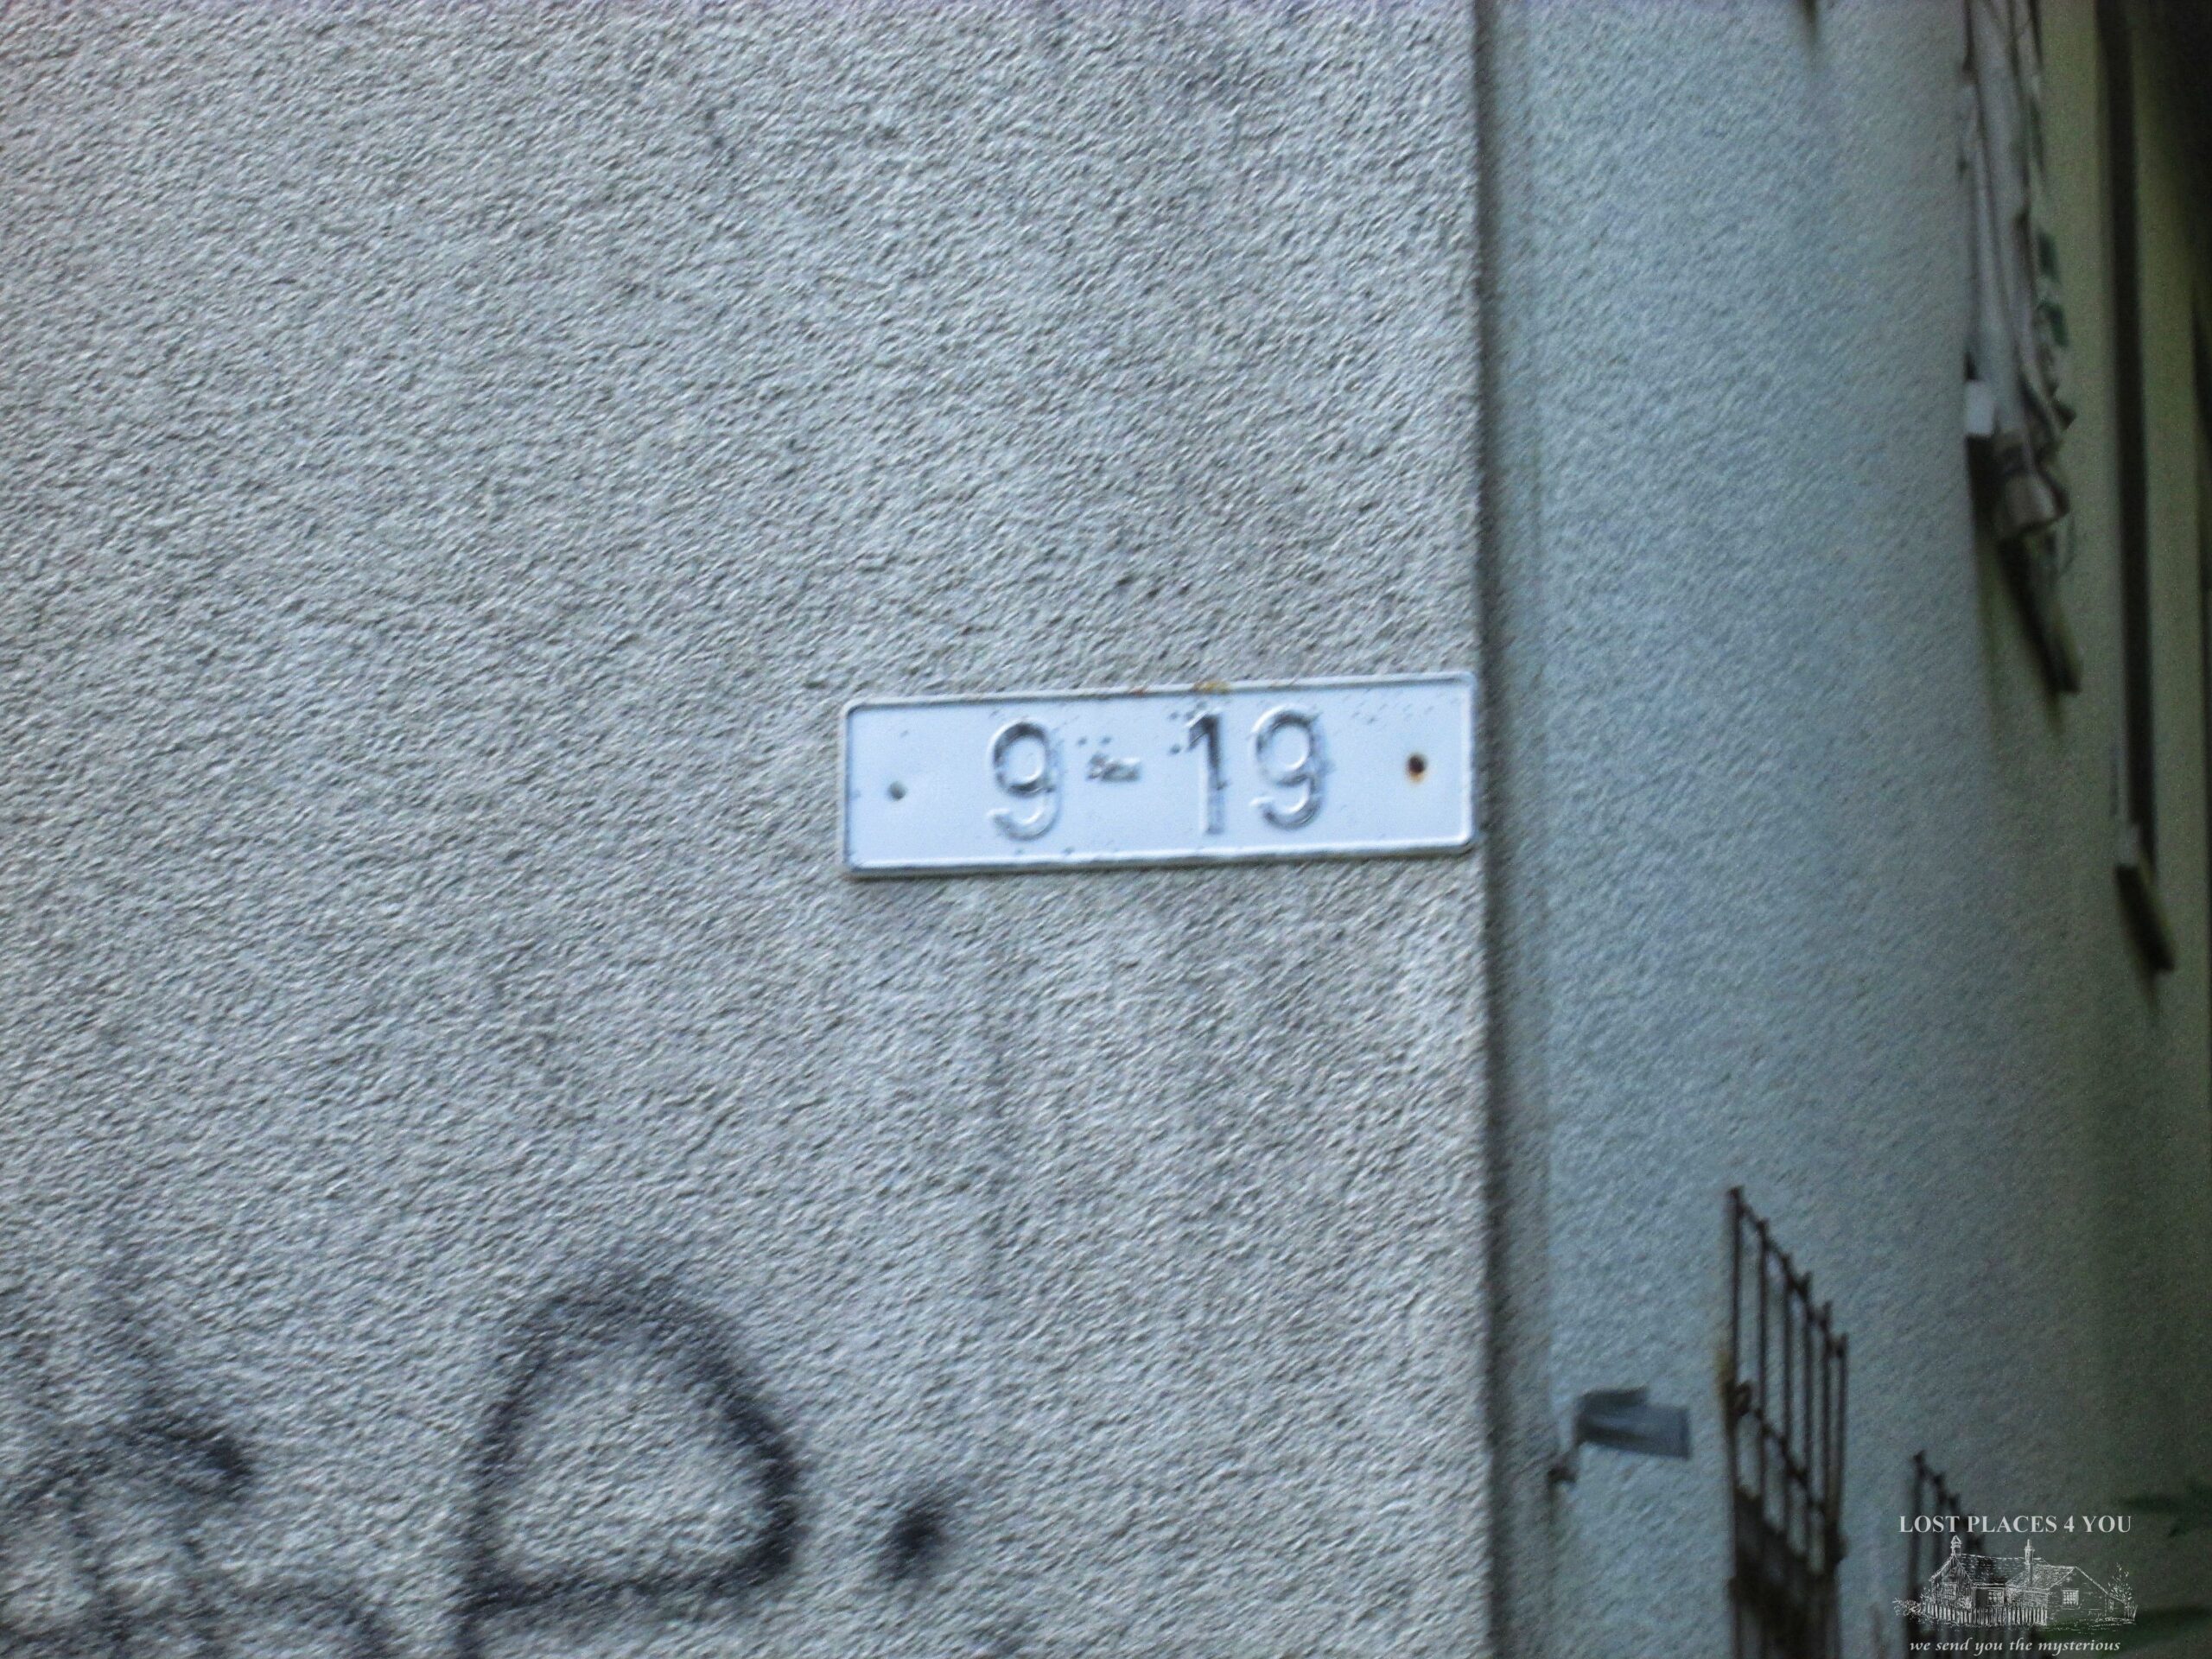 9-19
LOST PLACES 4 YOU
we send you the mysterious